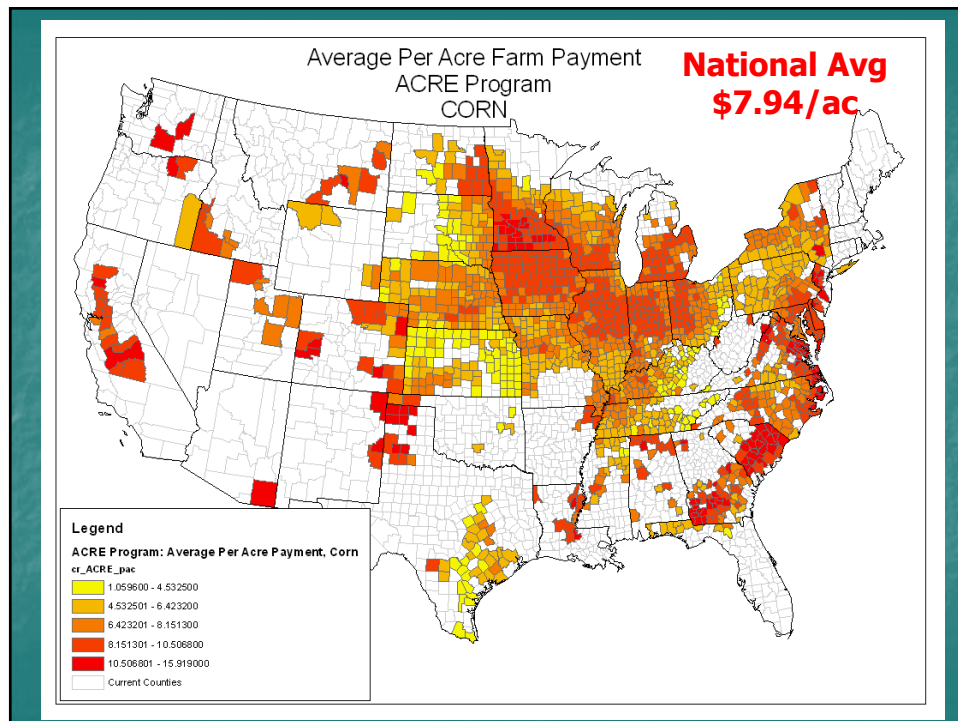 Average Per Acre Farm Payment
ACRE Program
CORN
National Avg
$7.94/ac
Legend
ACRE Program: Average Per Acre Payment, Corn
cr_ACRE_pac
1.059600 - 4.532500
4.532501 - 6.423200
6.423201 - 8.151300
8.151301 - 10.506800
10.506801 - 15.919000
Current Counties